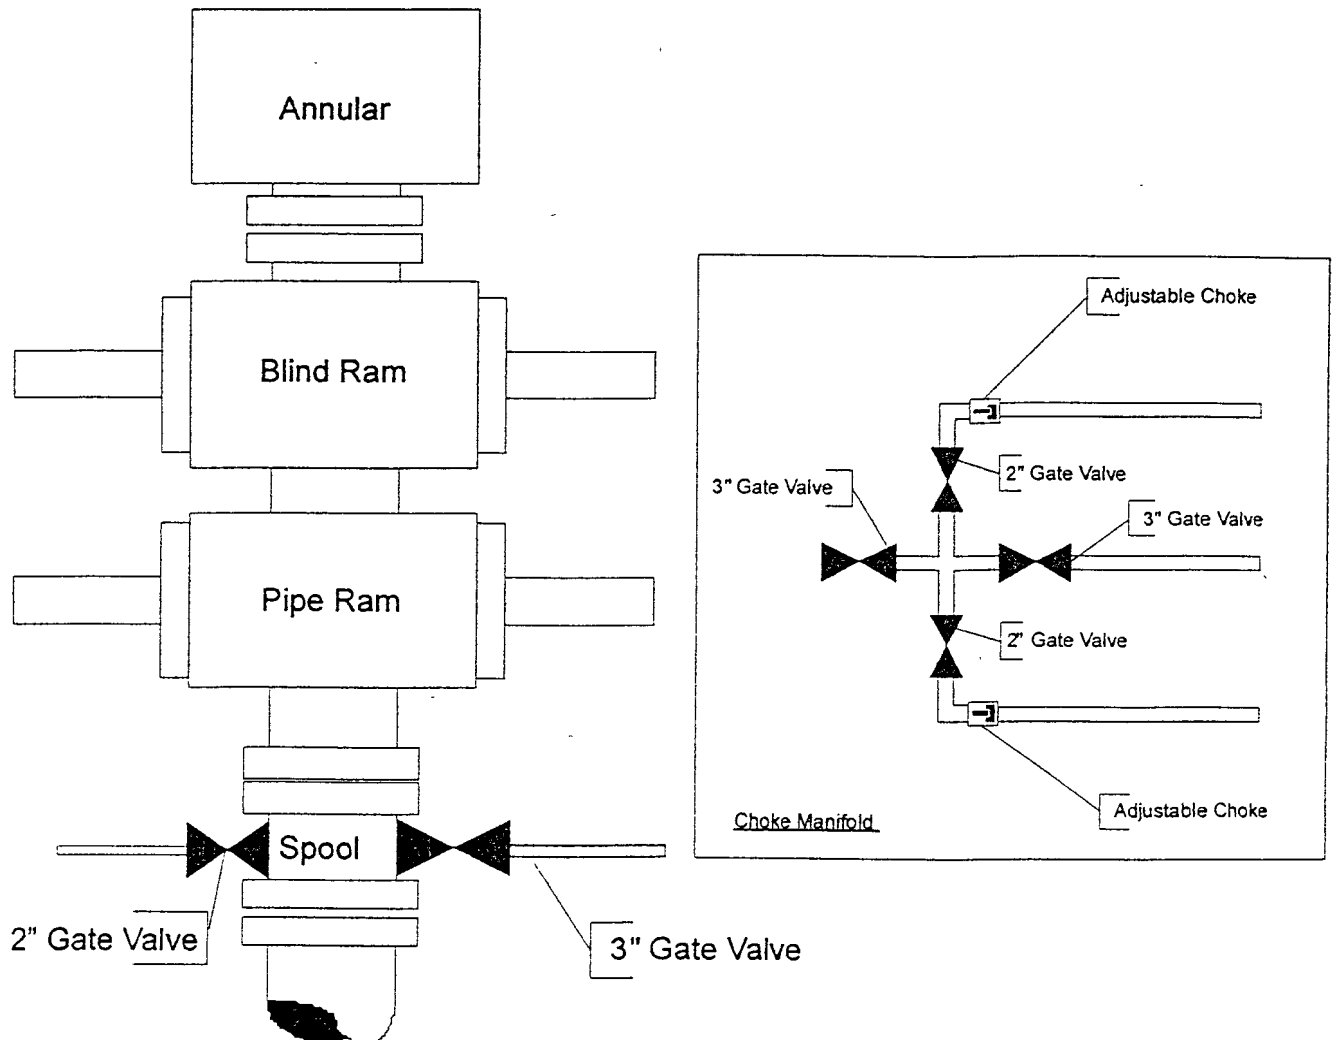 Annular
Blind Ram
Pipe Ram
Spool
2" Gate Valve
3" Gate Valve
Adjustable Choke
2" Gate Valve
3" Gate Valve
3" Gate Valve
2" Gate Valve
Adjustable Choke
Choke Manifold